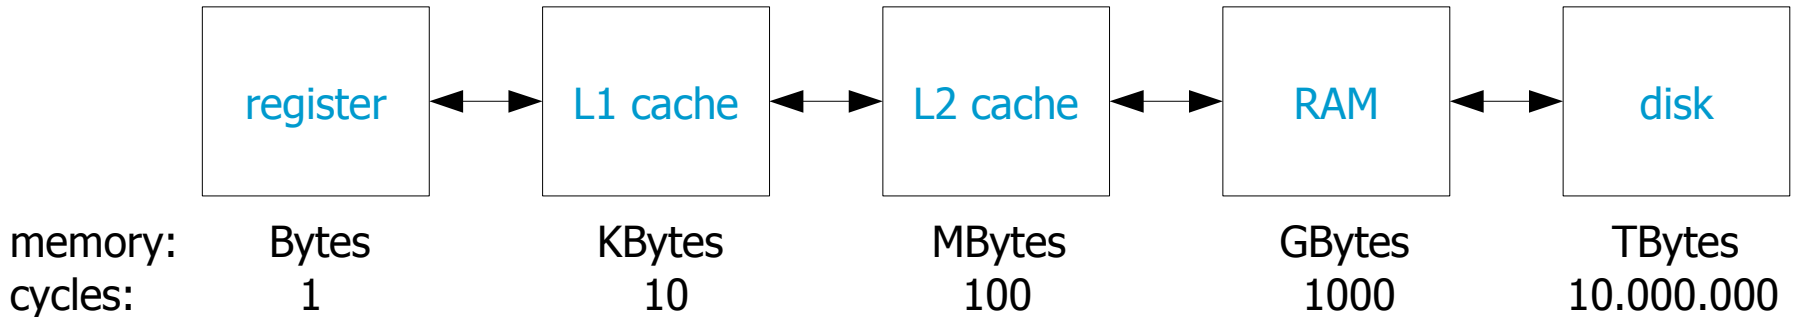 register L1 cache L2 cache RAM disk
memory: Bytes KBytes MBytes GBytes TBytes
cycles: 1 10 100 1000 10.000.000